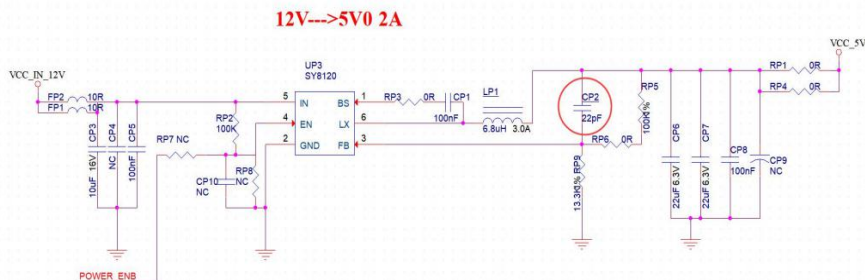 12V--->5V0 2A
VCC_IN_12V
FP2 10R
FP1 10R
CP3
10uF 16V
CP4
NC
CP5
100nF
RP7 NC
RP2
100K
CP10
NC
RP8
NC
POWER_ENB
UP3
SY8120
5 IN
4 EN
2 GND
BS 1
LX 6
FB 3
RP3 0R
CP1
100nF
LP1
6.8uH 3.0A
CP2
22pF
RP5
100K1%
RP6 0R
RP9
13.3K1%
CP6
22uF 6.3V
CP7
22uF 6.3V
CP8
100nF
CP9
NC
RP1 0R
RP4 0R
VCC_5V